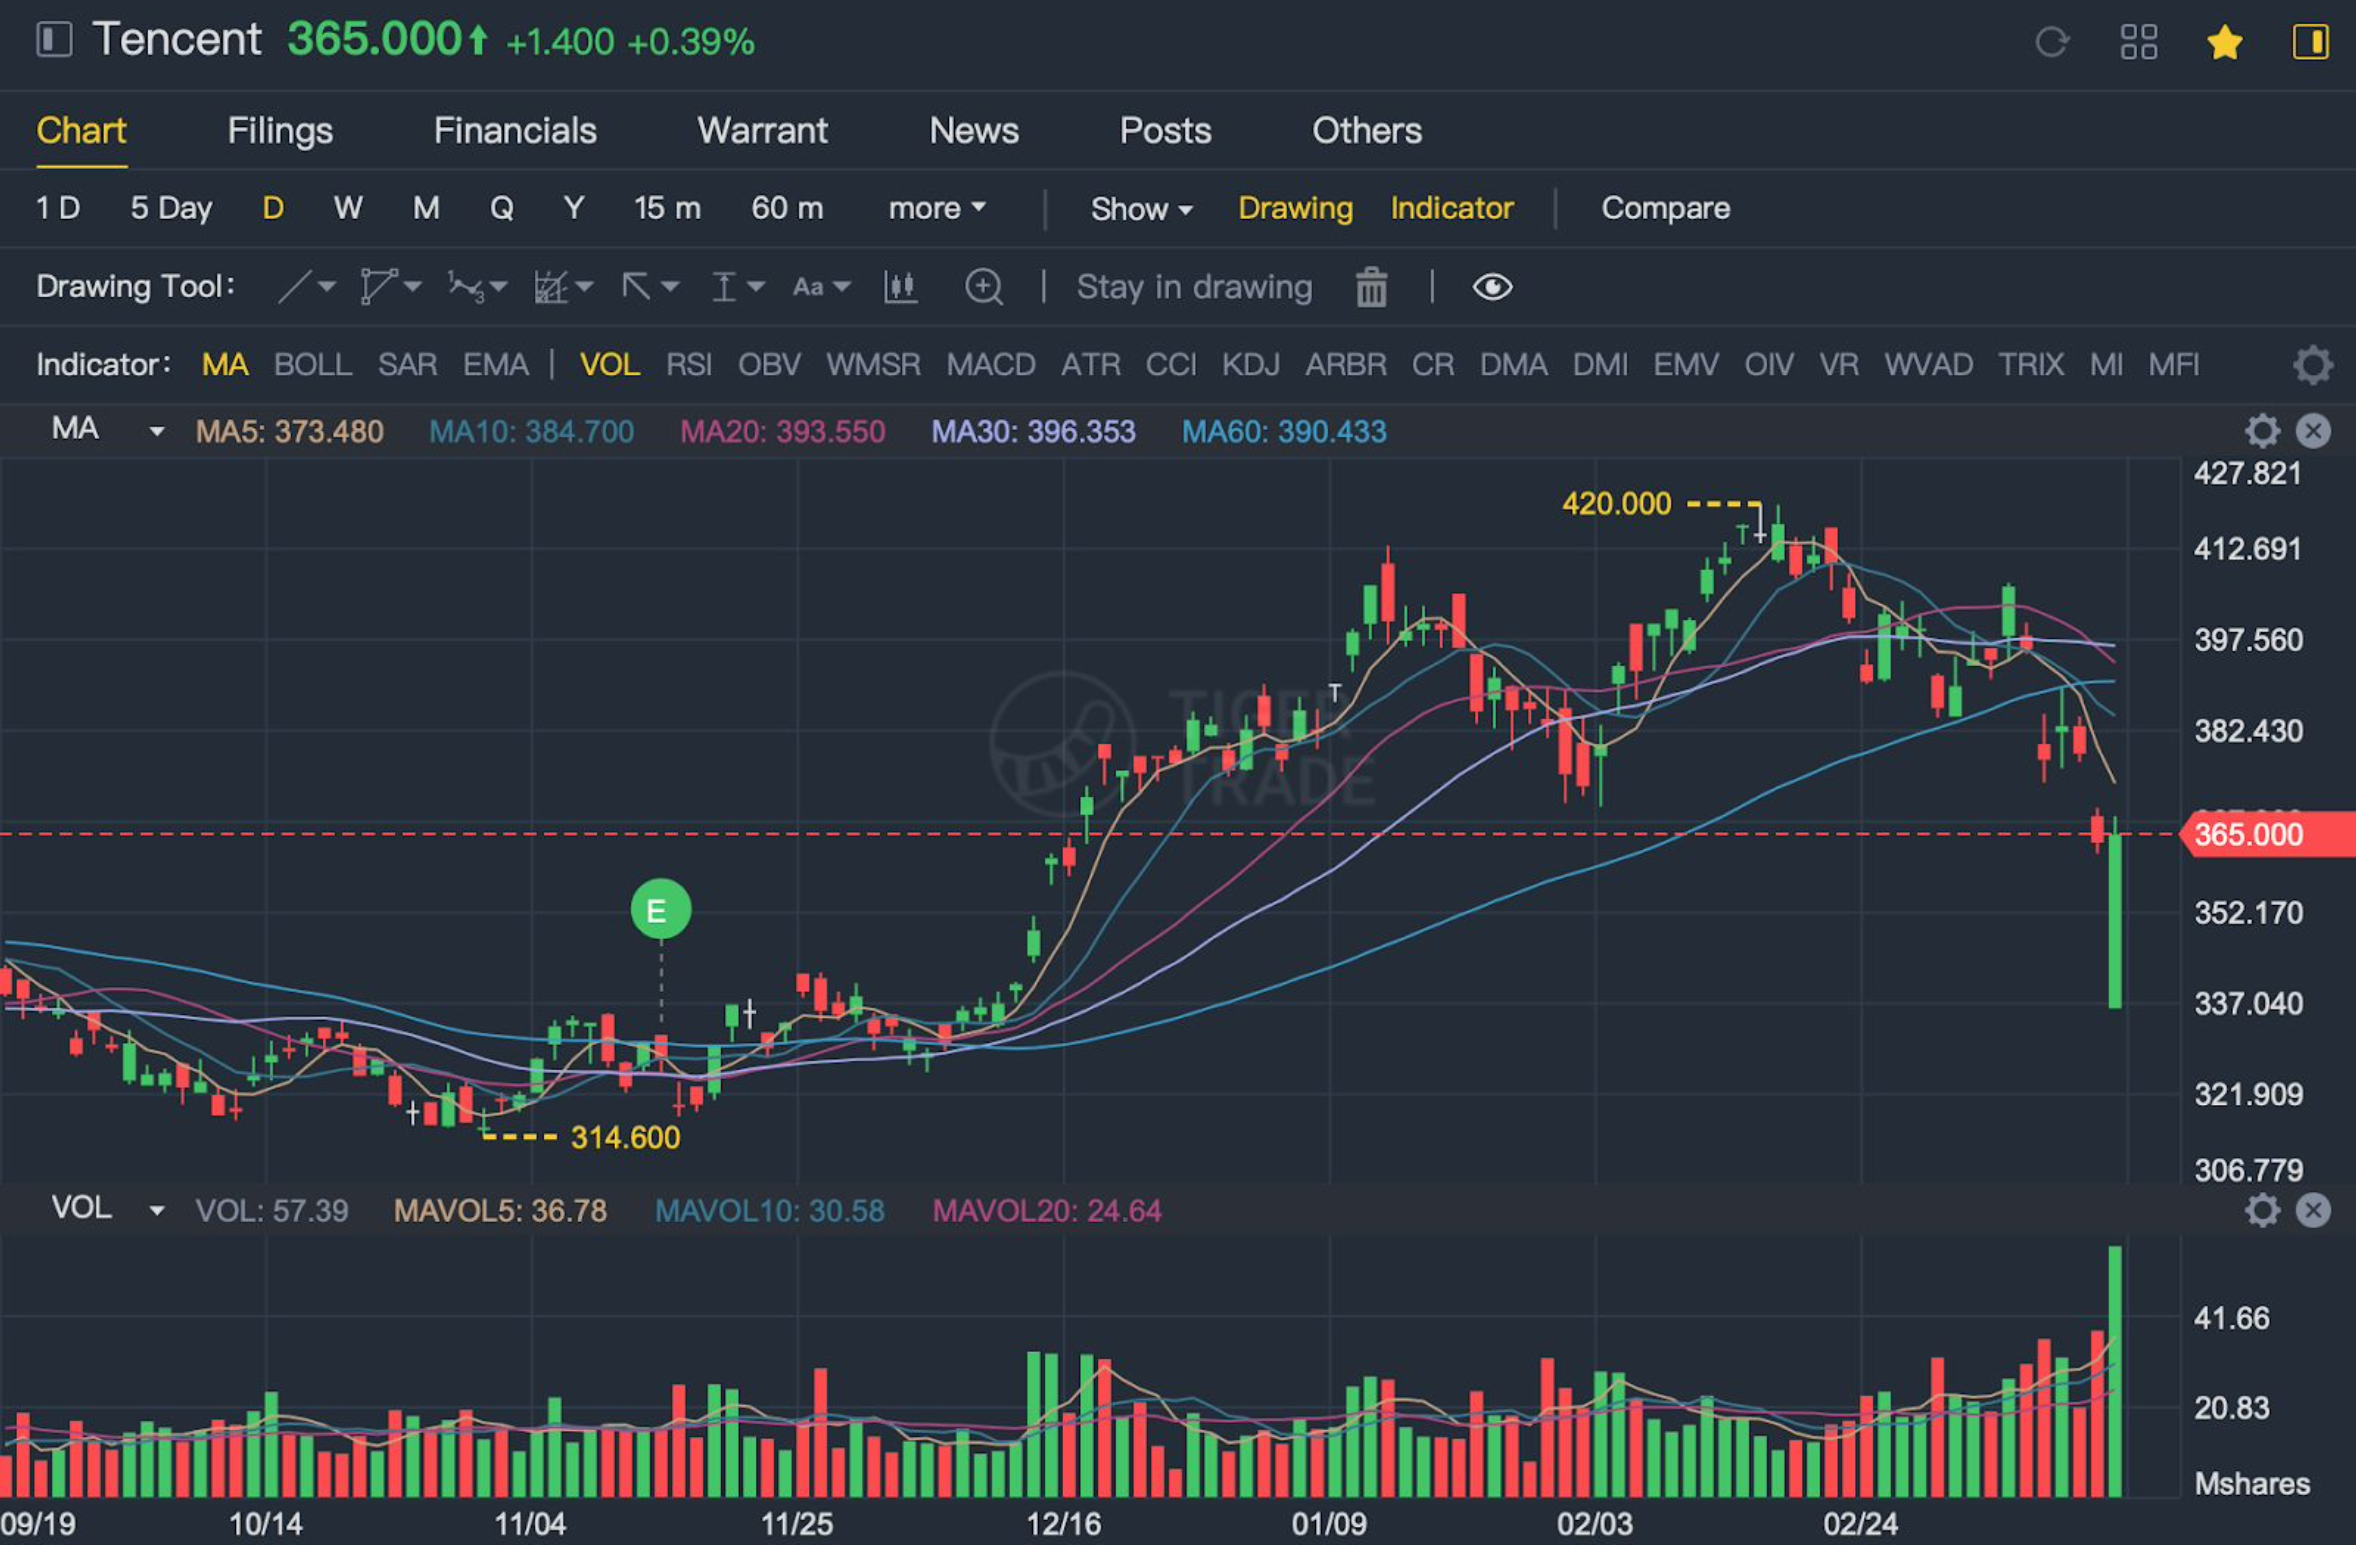 Tencent 365.000↑ +1.400 +0.39%
Chart Filings Financials Warrant News Posts Others
1 D 5 Day D W M Q Y 15 m 60 m more Show Drawing Indicator Compare
Drawing Tool: 1 3 Aa Stay in drawing
Indicator: MA BOLL SAR EMA | VOL RSI OBV WMSR MACD ATR CCI KDJ ARBR CR DMA DMI EMV OIV VR WVAD TRIX MI MFI
MA MA5: 373.480 MA10: 384.700 MA20: 393.550 MA30: 396.353 MA60: 390.433
427.821
420.000
412.691
397.560
TIGER
TRADE
382.430
365.000
E
352.170
337.040
321.909
314.600
306.779
VOL VOL: 57.39 MAVOL5: 36.78 MAVOL10: 30.58 MAVOL20: 24.64
41.66
20.83
Mshares
09/19 10/14 11/04 11/25 12/16 01/09 02/03 02/24